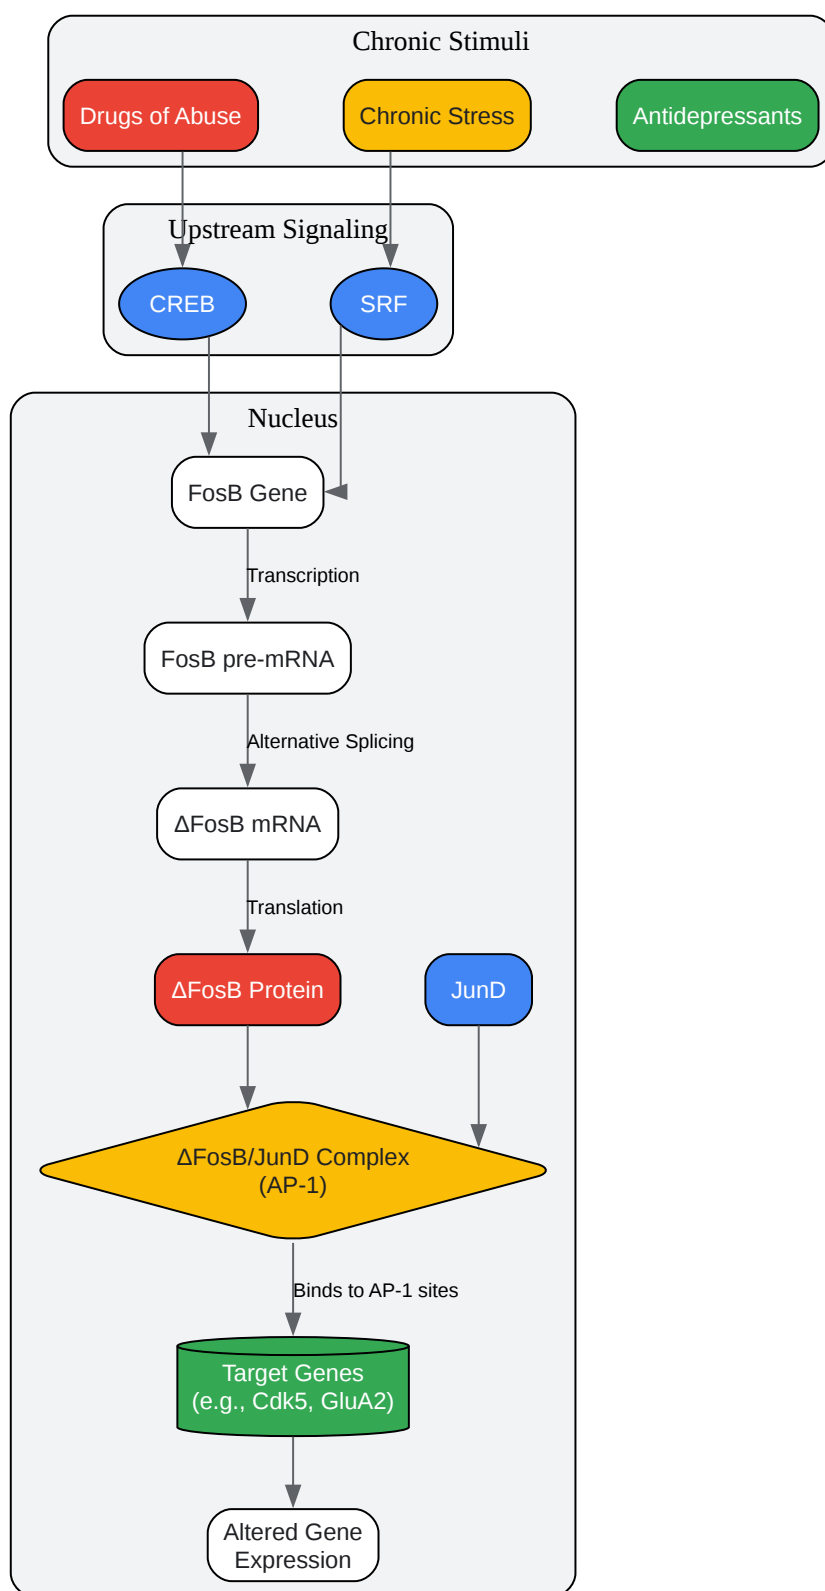 Chronic Stimuli
Drugs of Abuse
Chronic Stress
Antidepressants
Upstream Signaling
CREB
SRF
Nucleus
FosB Gene
Transcription
FosB pre-mRNA
Alternative Splicing
ΔFosB mRNA
Translation
ΔFosB Protein
JunD
ΔFosB/JunD Complex
(AP-1)
Binds to AP-1 sites
Target Genes
(e.g., Cdk5, GluA2)
Altered Gene
Expression